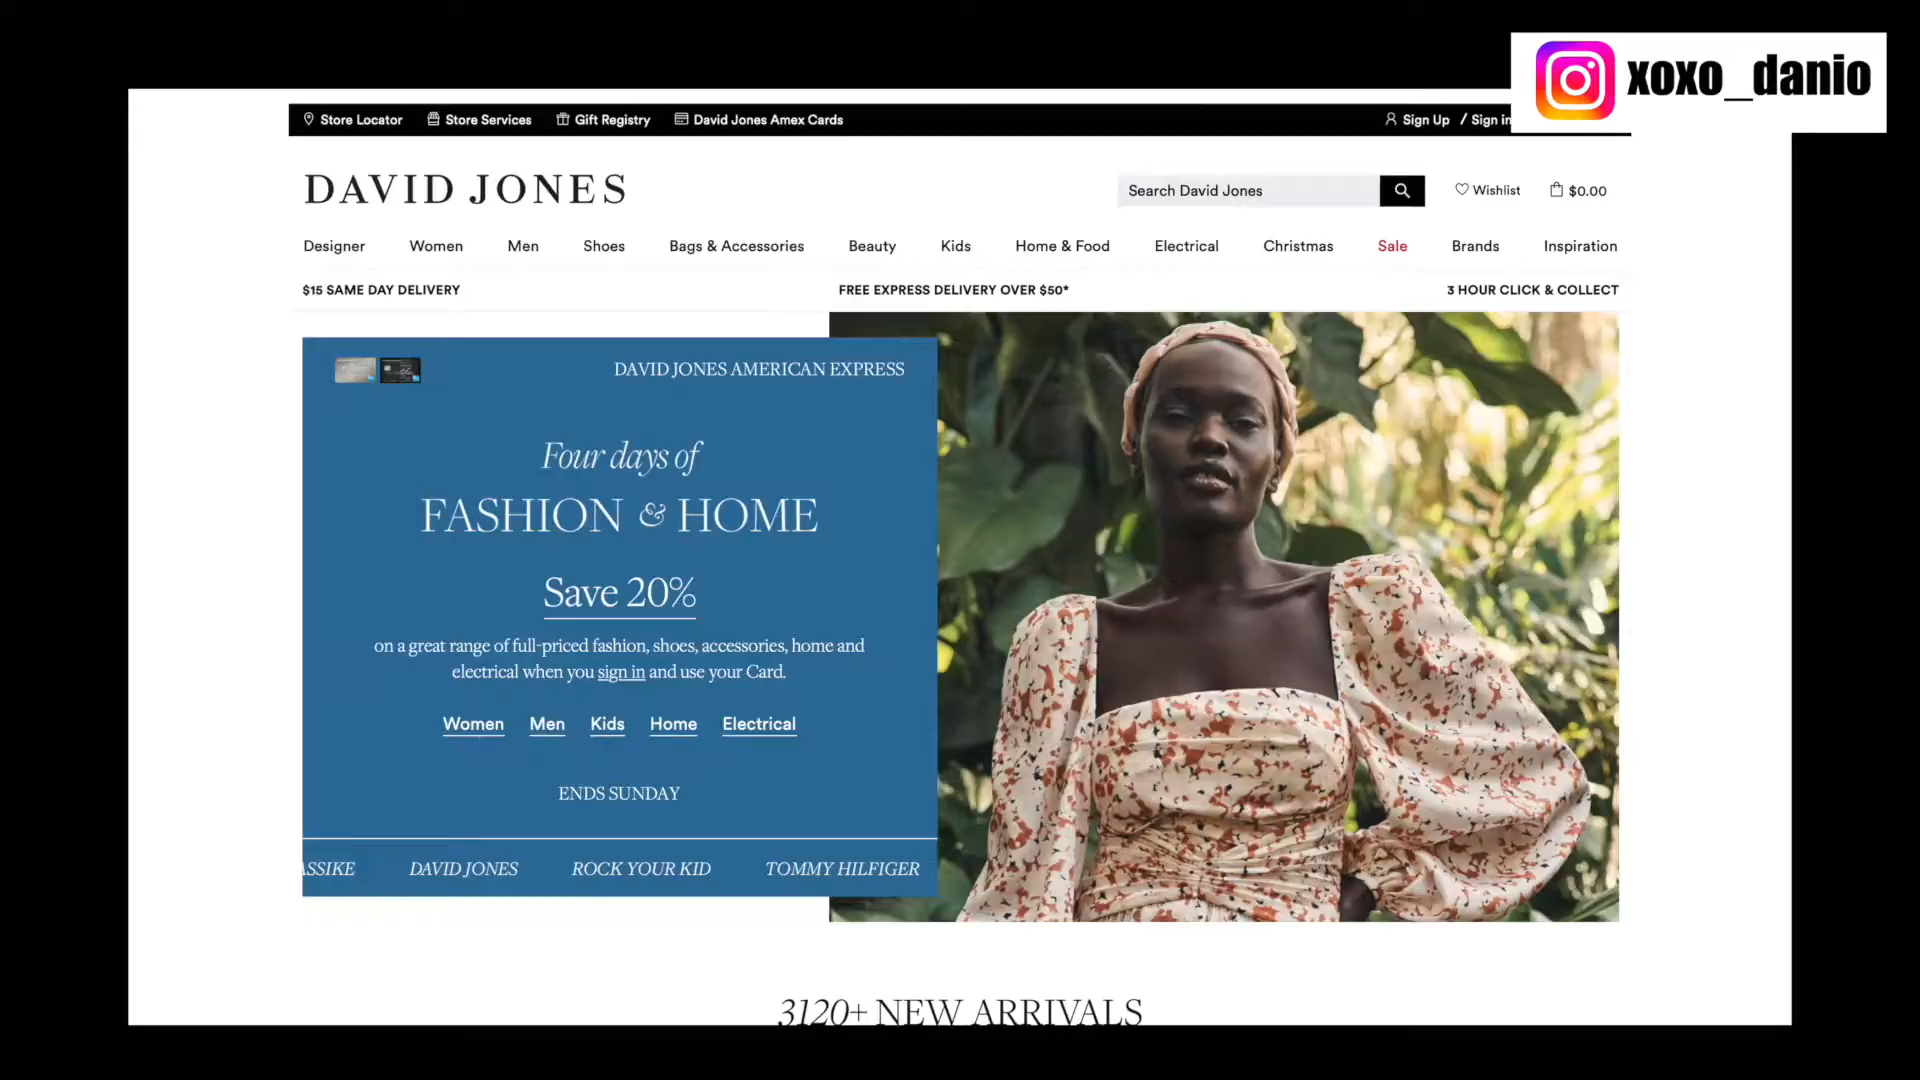 xoxo_danio
Store Locator Store Services Gift Registry David Jones Amex Cards Sign Up / Sign in
DAVID JONES
Search David Jones
Wishlist
$0.00
Designer Women Men Shoes Bags & Accessories Beauty Kids Home & Food Electrical Christmas Sale Brands Inspiration
$15 SAME DAY DELIVERY FREE EXPRESS DELIVERY OVER $50* 3 HOUR CLICK & COLLECT
DAVID JONES AMERICAN EXPRESS
Four days of
FASHION & HOME
Save 20%
on a great range of full-priced fashion, shoes, accessories, home and
electrical when you sign in and use your Card.
Women Men Kids Home Electrical
ENDS SUNDAY
ASSIKE DAVID JONES ROCK YOUR KID TOMMY HILFIGER
3120+ NEW ARRIVALS